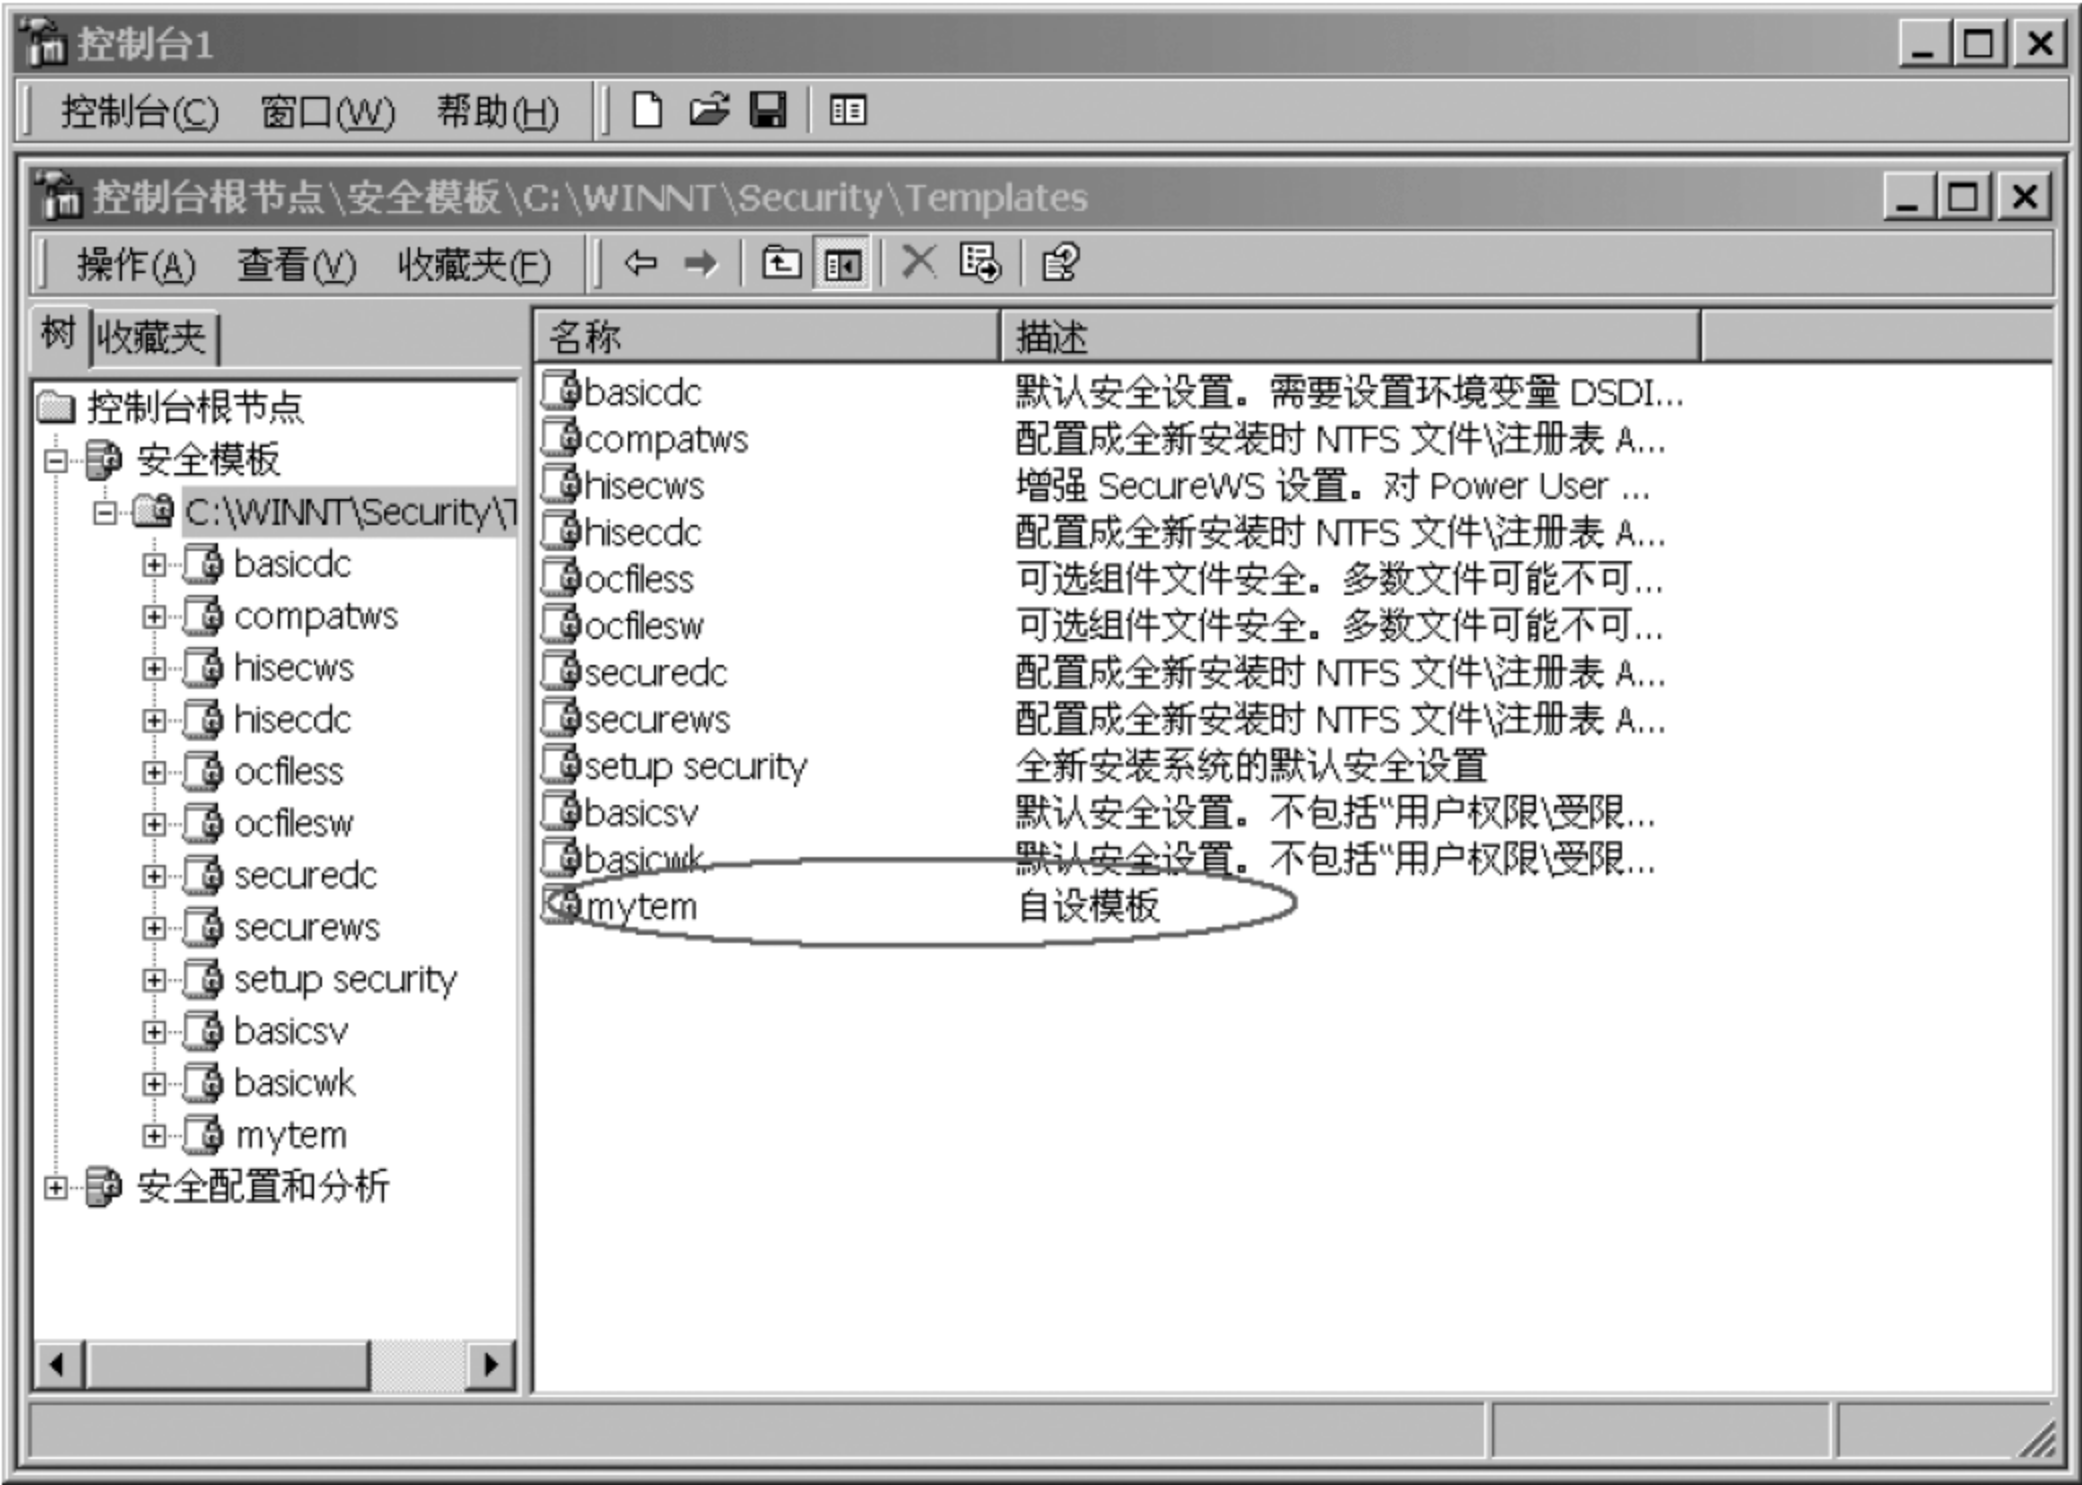 控制台1
控制台(C) 窗口(W) 帮助(H)
控制台根节点\安全模板\C:\WINNT\Security\Templates
操作(A) 查看(V) 收藏夹(F)
树 收藏夹
控制台根节点
安全模板
C:\WINNT\Security\T
basicdc
compatws
hisecws
hisecdc
ocfiless
ocfilesw
securedc
securews
setup security
basicsv
basicwk
mytem
安全配置和分析
名称 描述
basicdc 默认安全设置。需要设置环境变量 DSDI...
compatws 配置成全新安装时 NTFS 文件\注册表 A...
hisecws 增强 SecureWS 设置。对 Power User ...
hisecdc 配置成全新安装时 NTFS 文件\注册表 A...
ocfiless 可选组件文件安全。多数文件可能不可...
ocfilesw 可选组件文件安全。多数文件可能不可...
securedc 配置成全新安装时 NTFS 文件\注册表 A...
securews 配置成全新安装时 NTFS 文件\注册表 A...
setup security 全新安装系统的默认安全设置
basicsv 默认安全设置。不包括“用户权限\受限...
basicwk 默认安全设置。不包括“用户权限\受限...
mytem 自设模板